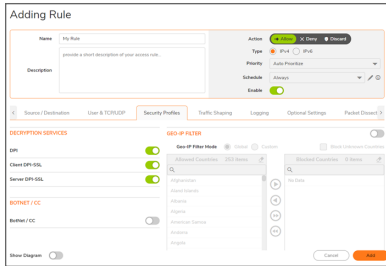 Adding Rule
Name My Rule
Description provide a short description of your access rule.
Action Allow Deny Discard
Type IPv4 IPv6
Priority Auto Prioritize
Schedule Always
Enable
Source / Destination User & TCP/UDP Security Profiles Traffic Shaping Logging Optional Settings Packet Dissect
DECRYPTION SERVICES
DPI
Client DPI-SSL
Server DPI-SSL
BOTNET / CC
BotNet / CC
GEO-IP FILTER:
Geo-IP Filter Mode Global Custom Block Unknown Countries
Allowed Countries 253 items
Afghanistan
Aland Islands
Albania
Algeria
American Samoa
Andorra
Angola
Blocked Countries 0 items
No Data
Show Diagram
Cancel Add